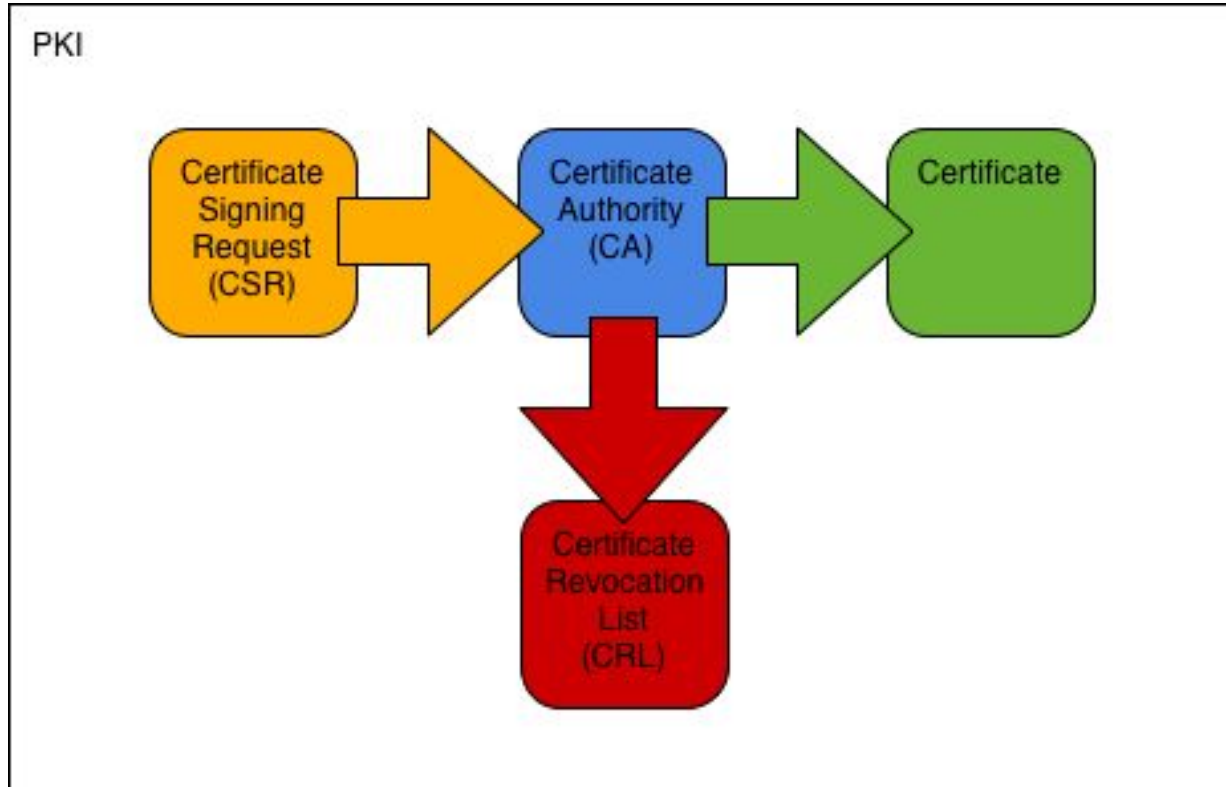 PKI
Certificate
Signing
Request
(CSR)
Certificate
Authority
(CA)
Certificate
Certificate
Revocation
List
(CRL)